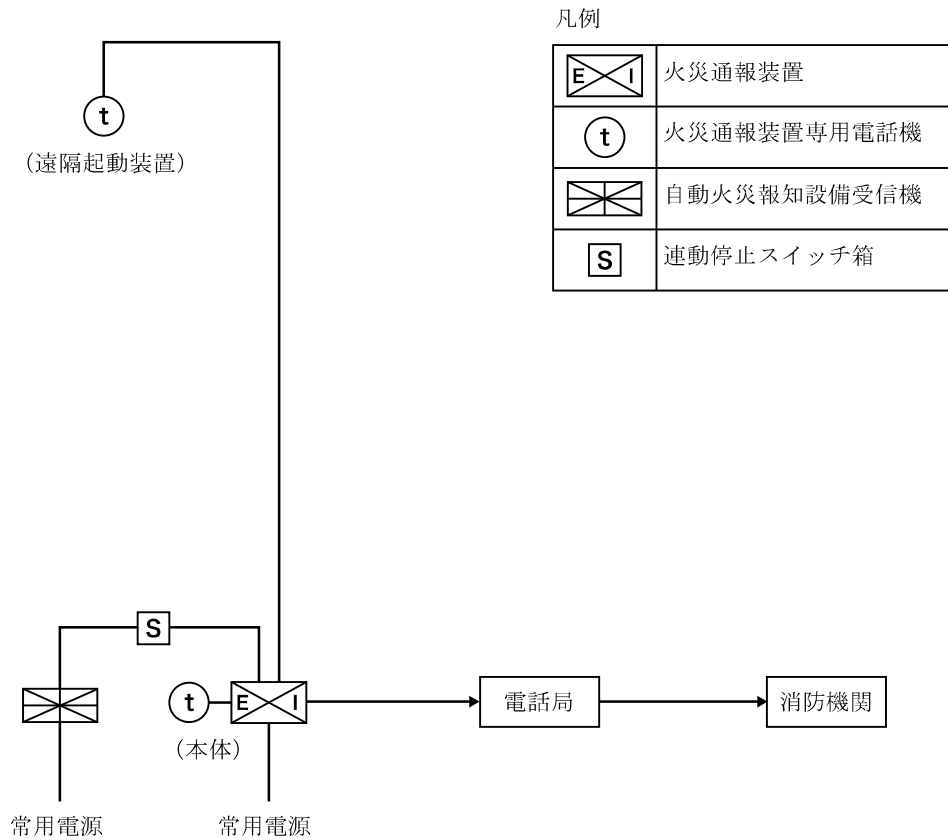 凡例
E I 火災通報装置
t 火災通報装置専用電話機
自動火災報知設備受信機
S 連動停止スイッチ箱
t
（遠隔起動装置）
S
t E I
（本体）
電話局
消防機関
常用電源
常用電源